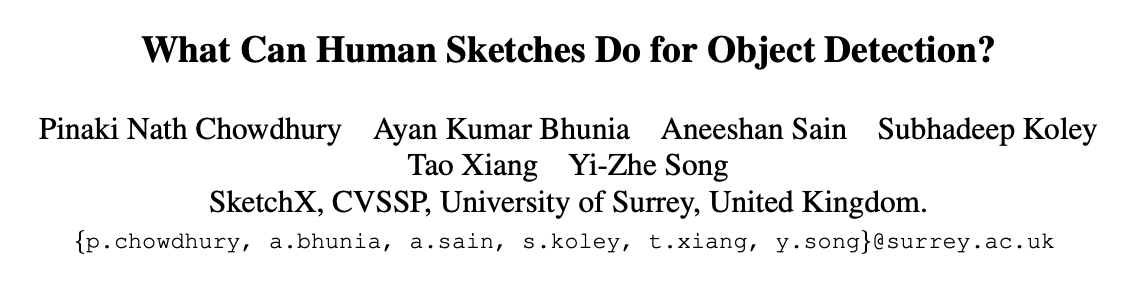 What Can Human Sketches Do for Object Detection?
Pinaki Nath Chowdhury Ayan Kumar Bhunia Aneeshan Sain Subhadeep Koley
Tao Xiang Yi-Zhe Song
SketchX, CVSSP, University of Surrey, United Kingdom.
{p.chowdhury, a.bhunia, a.sain, s.koley, t.xiang, y.song}@surrey.ac.uk